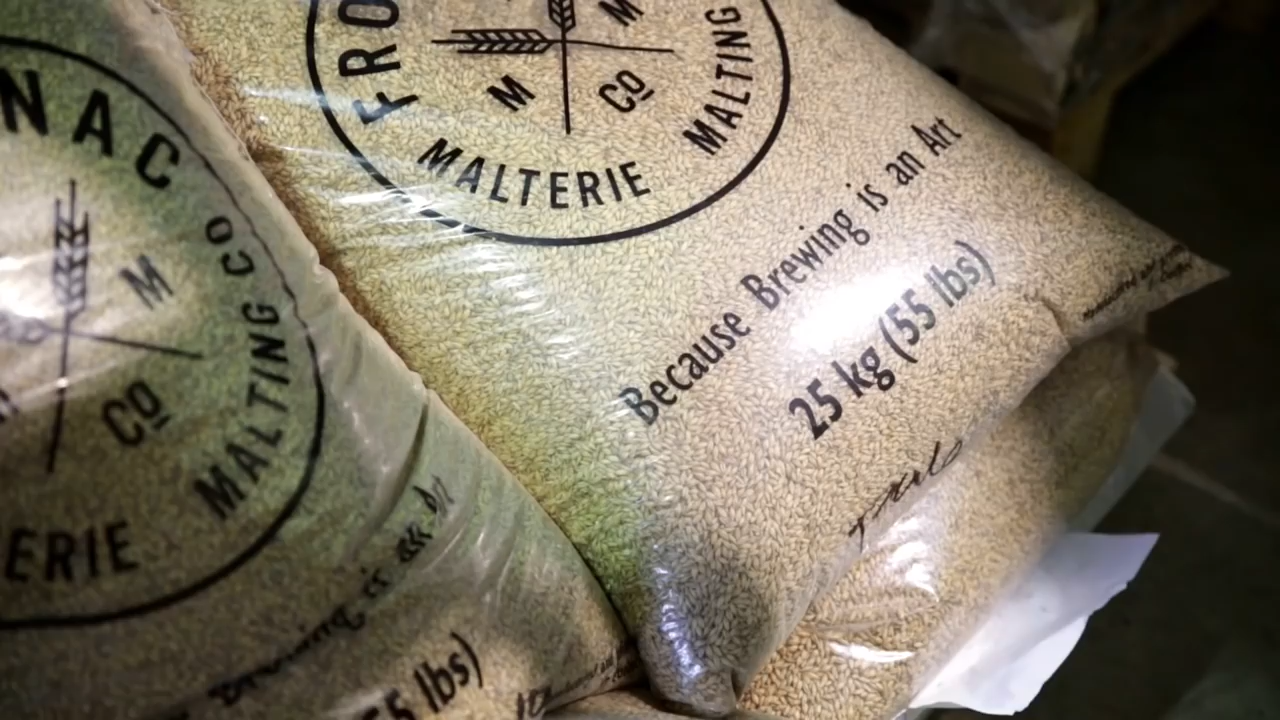 NAC
M
Co
CO
MALTING
ERIE
5 lbs)
FRO
M
M
Co
MALTERIE
MALTING
Because Brewing is an Art
25 kg (55 lbs)